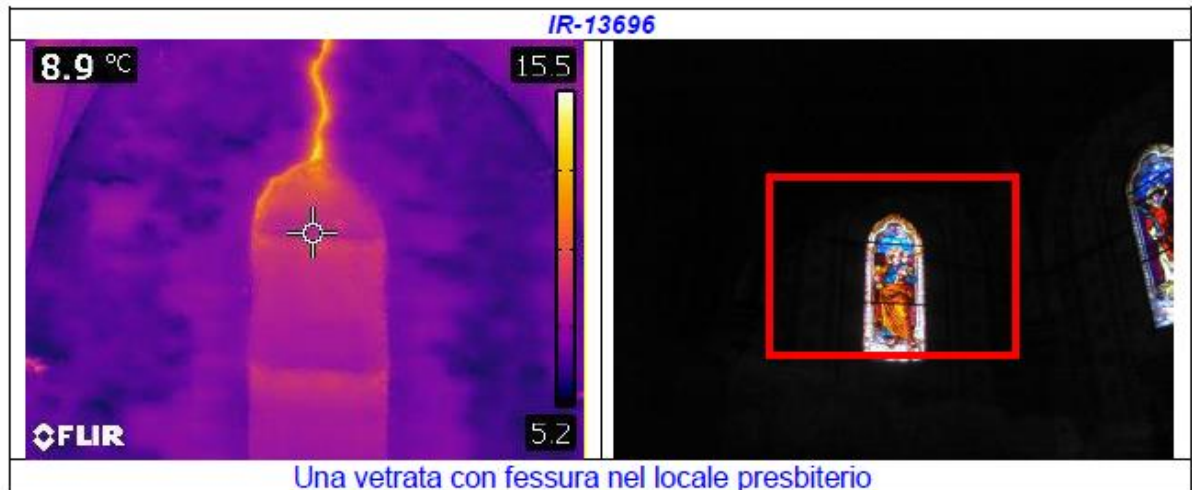 IR-13696
8.9 °C
15.5
5.2
FLIR
Una vetrata con fessura nel locale presbiterio